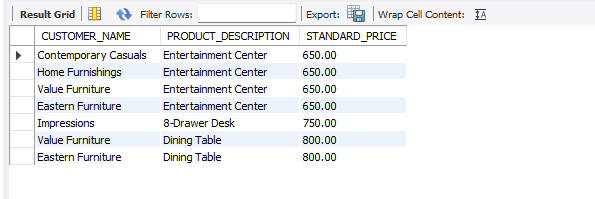 Result Grid Filter Rows: Export: Wrap Cell Content:
CUSTOMER_NAME PRODUCT_DESCRIPTION STANDARD_PRICE
Contemporary Casuals Entertainment Center 650.00
Home Furnishings Entertainment Center 650.00
Value Furniture Entertainment Center 650.00
Eastern Furniture Entertainment Center 650.00
Impressions 8-Drawer Desk 750.00
Value Furniture Dining Table 800.00
Eastern Furniture Dining Table 800.00